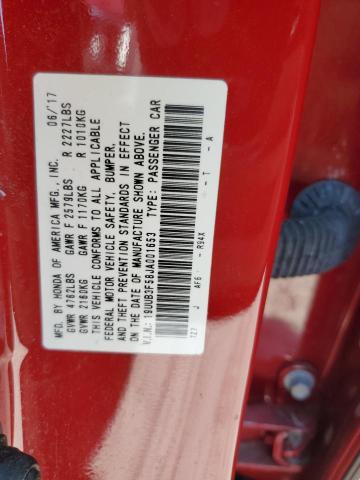 MFD. BY HONDA OF AMERICA MFG., INC. 06/'17
GVWR 4762LBS GAWR F 2579LBS R 2227LBS
GVWR 2160KG GAWR F 1170KG R 1010KG
THIS VEHICLE CONFORMS TO ALL APPLICABLE
FEDERAL MOTOR VEHICLE SAFETY, BUMPER,
AND THEFT PREVENTION STANDARDS IN EFFECT
ON THE DATE OF MANUFACTURE SHOWN ABOVE.
V.I.N.: 19UUB3F58JA001653 TYPE: PASSENGER CAR
TZ7 J AF6 - R94X - T - A